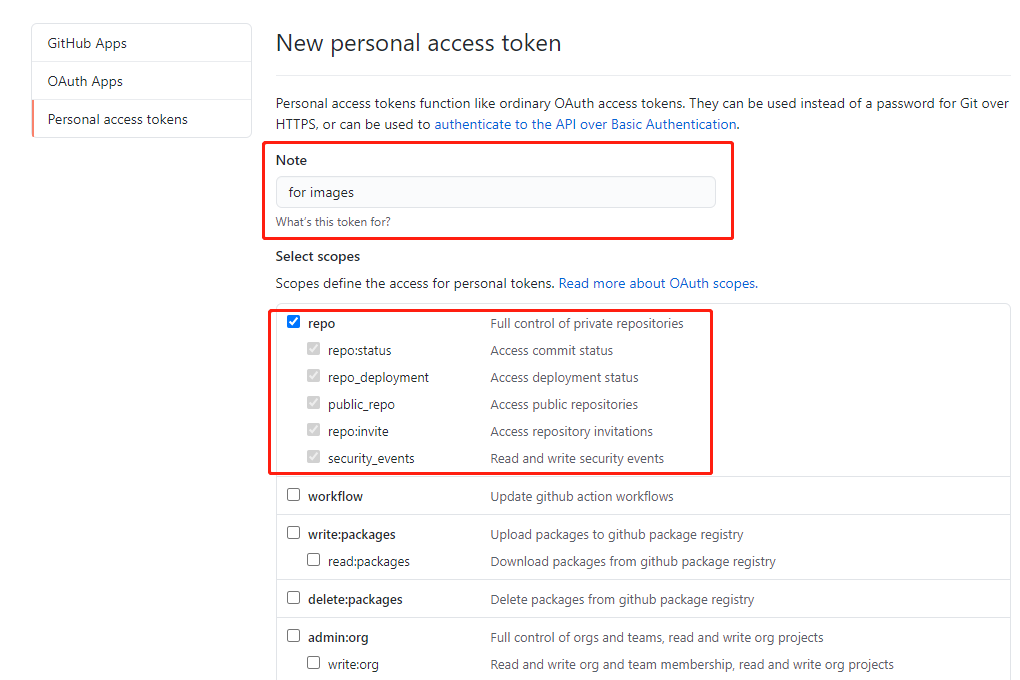 GitHub Apps
OAuth Apps
Personal access tokens
New personal access token
Personal access tokens function like ordinary OAuth access tokens. They can be used instead of a password for Git over
HTTPS, or can be used to authenticate to the API over Basic Authentication.
Note
for images
What's this token for?
Select scopes
Scopes define the access for personal tokens. Read more about OAuth scopes.
repo Full control of private repositories
repo:status Access commit status
repo_deployment Access deployment status
public_repo Access public repositories
repo:invite Access repository invitations
security_events Read and write security events
workflow Update github action workflows
write:packages Upload packages to github package registry
read:packages Download packages from github package registry
delete:packages Delete packages from github package registry
admin:org Full control of orgs and teams, read and write org projects
write:org Read and write org and team membership, read and write org projects